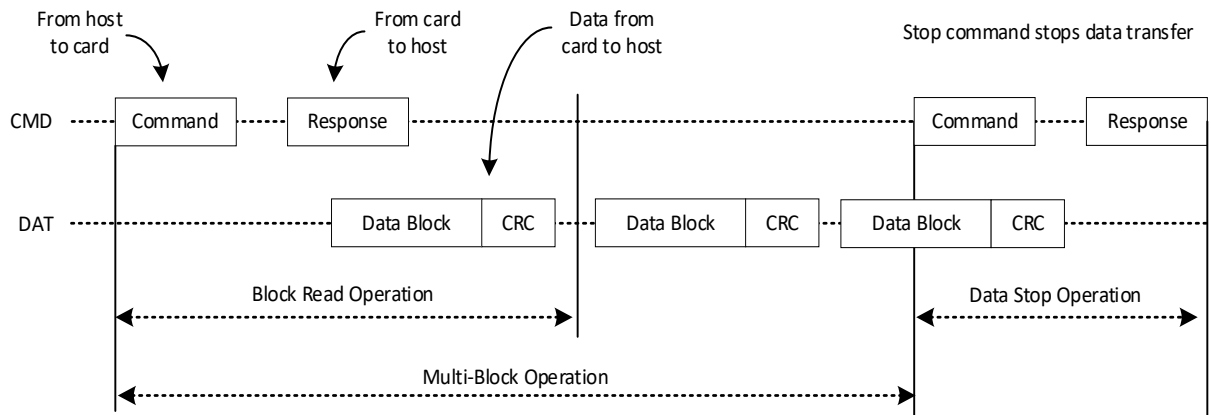 From host
to card
From card
to host
Data from
card to host
Stop command stops data transfer
CMD
Command
Response
Command
Response
DAT
Data Block
CRC
Data Block
CRC
Data Block
CRC
Block Read Operation
Data Stop Operation
Multi-Block Operation